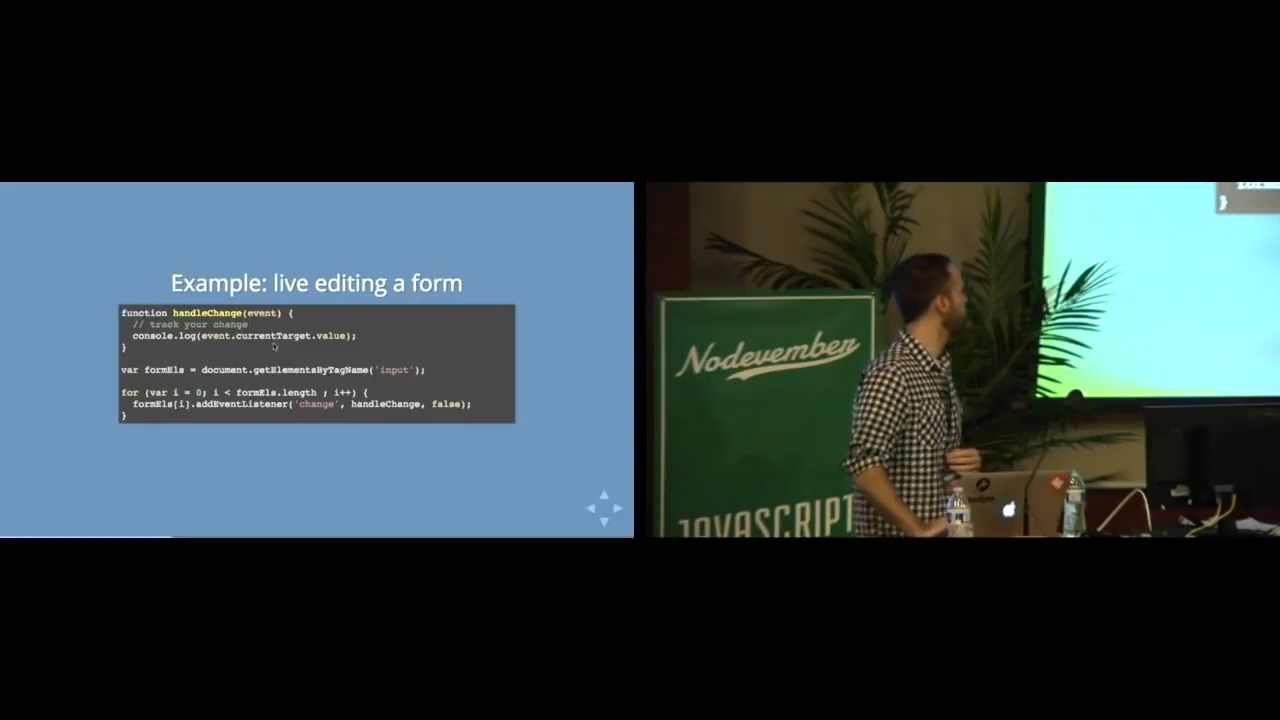 Example: live editing a form
function handleChange(event) {
  // track your change
  console.log(event.currentTarget.value);
}
var formEls = document.getElementsByTagName('input');
for (var i = 0; i < formEls.length ; i++) {
  formEls[i].addEventListener('change', handleChange, false);
}
}
Nodevember
JAVASCRIPT